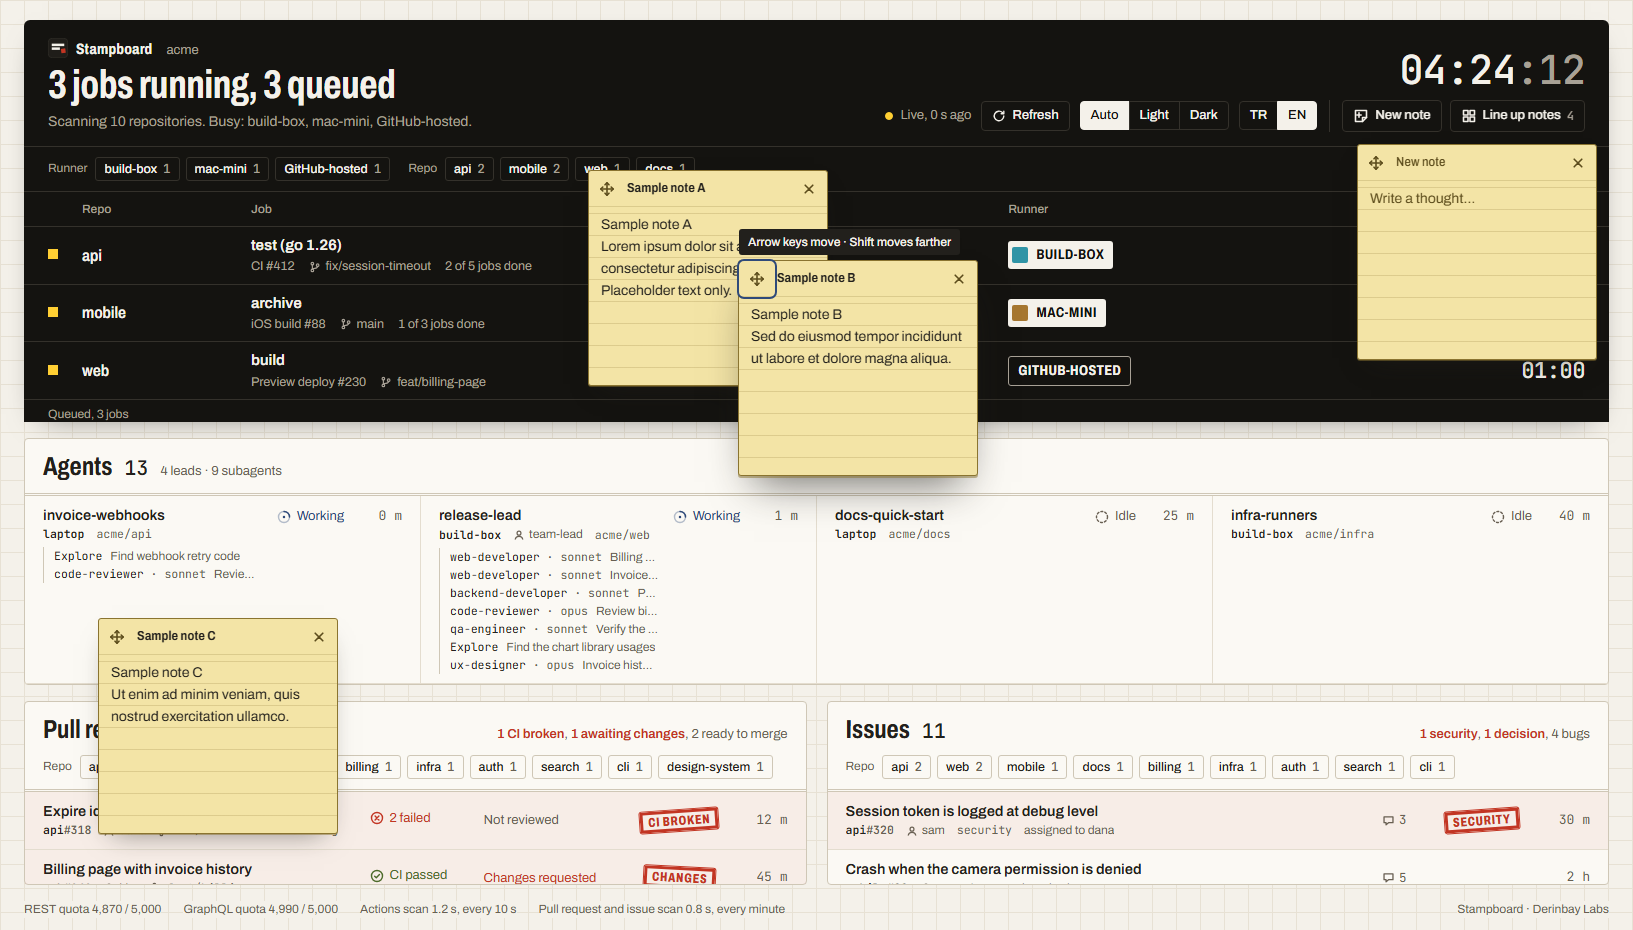 Stampboard acme
3 jobs running, 3 queued
Scanning 10 repositories. Busy: build-box, mac-mini, GitHub-hosted.
04:24:12
Live, 0 s ago Refresh Auto Light Dark TR EN New note Line up notes 4
Runner build-box 1 mac-mini 1 GitHub-hosted 1 Repo api 2 mobile 2 web 1 docs 1
Repo Job Runner
api test (go 1.26) BUILD-BOX
CI #412 fix/session-timeout 2 of 5 jobs done
mobile archive MAC-MINI
iOS build #88 main 1 of 3 jobs done
web build GITHUB-HOSTED 01:00
Preview deploy #230 feat/billing-page
Queued, 3 jobs
Sample note A
Sample note A
Lorem ipsum dolor sit a
consectetur adipiscing
Placeholder text only.
Arrow keys move · Shift moves farther
Sample note B
Sample note B
Sed do eiusmod tempor incididunt
ut labore et dolore magna aliqua.
New note
Write a thought...
Agents 13 4 leads · 9 subagents
invoice-webhooks Working 0 m
laptop acme/api
Explore Find webhook retry code
code-reviewer · sonnet Revie...
release-lead Working 1 m
build-box team-lead acme/web
web-developer · sonnet Billing ...
web-developer · sonnet Invoice...
backend-developer · sonnet P...
code-reviewer · opus Review bi...
qa-engineer · sonnet Verify the ...
Explore Find the chart library usages
ux-designer · opus Invoice hist...
docs-quick-start Idle 25 m
laptop acme/docs
infra-runners Idle 40 m
build-box acme/infra
Sample note C
Sample note C
Ut enim ad minim veniam, quis
nostrud exercitation ullamco.
Pull re 1 CI broken, 1 awaiting changes, 2 ready to merge
Repo billing 1 infra 1 auth 1 search 1 cli 1 design-system 1
Expire 2 failed Not reviewed CI BROKEN 12 m
api#318
Billing page with invoice history CI passed Changes requested CHANGES 45 m
Issues 11 1 security, 1 decision, 4 bugs
Repo api 2 web 2 mobile 1 docs 1 billing 1 infra 1 auth 1 search 1 cli 1
Session token is logged at debug level 3 SECURITY 30 m
api#320 sam security assigned to dana
Crash when the camera permission is denied 5 2 h
REST quota 4,870 / 5,000 GraphQL quota 4,990 / 5,000 Actions scan 1.2 s, every 10 s Pull request and issue scan 0.8 s, every minute
Stampboard · Derinbay Labs